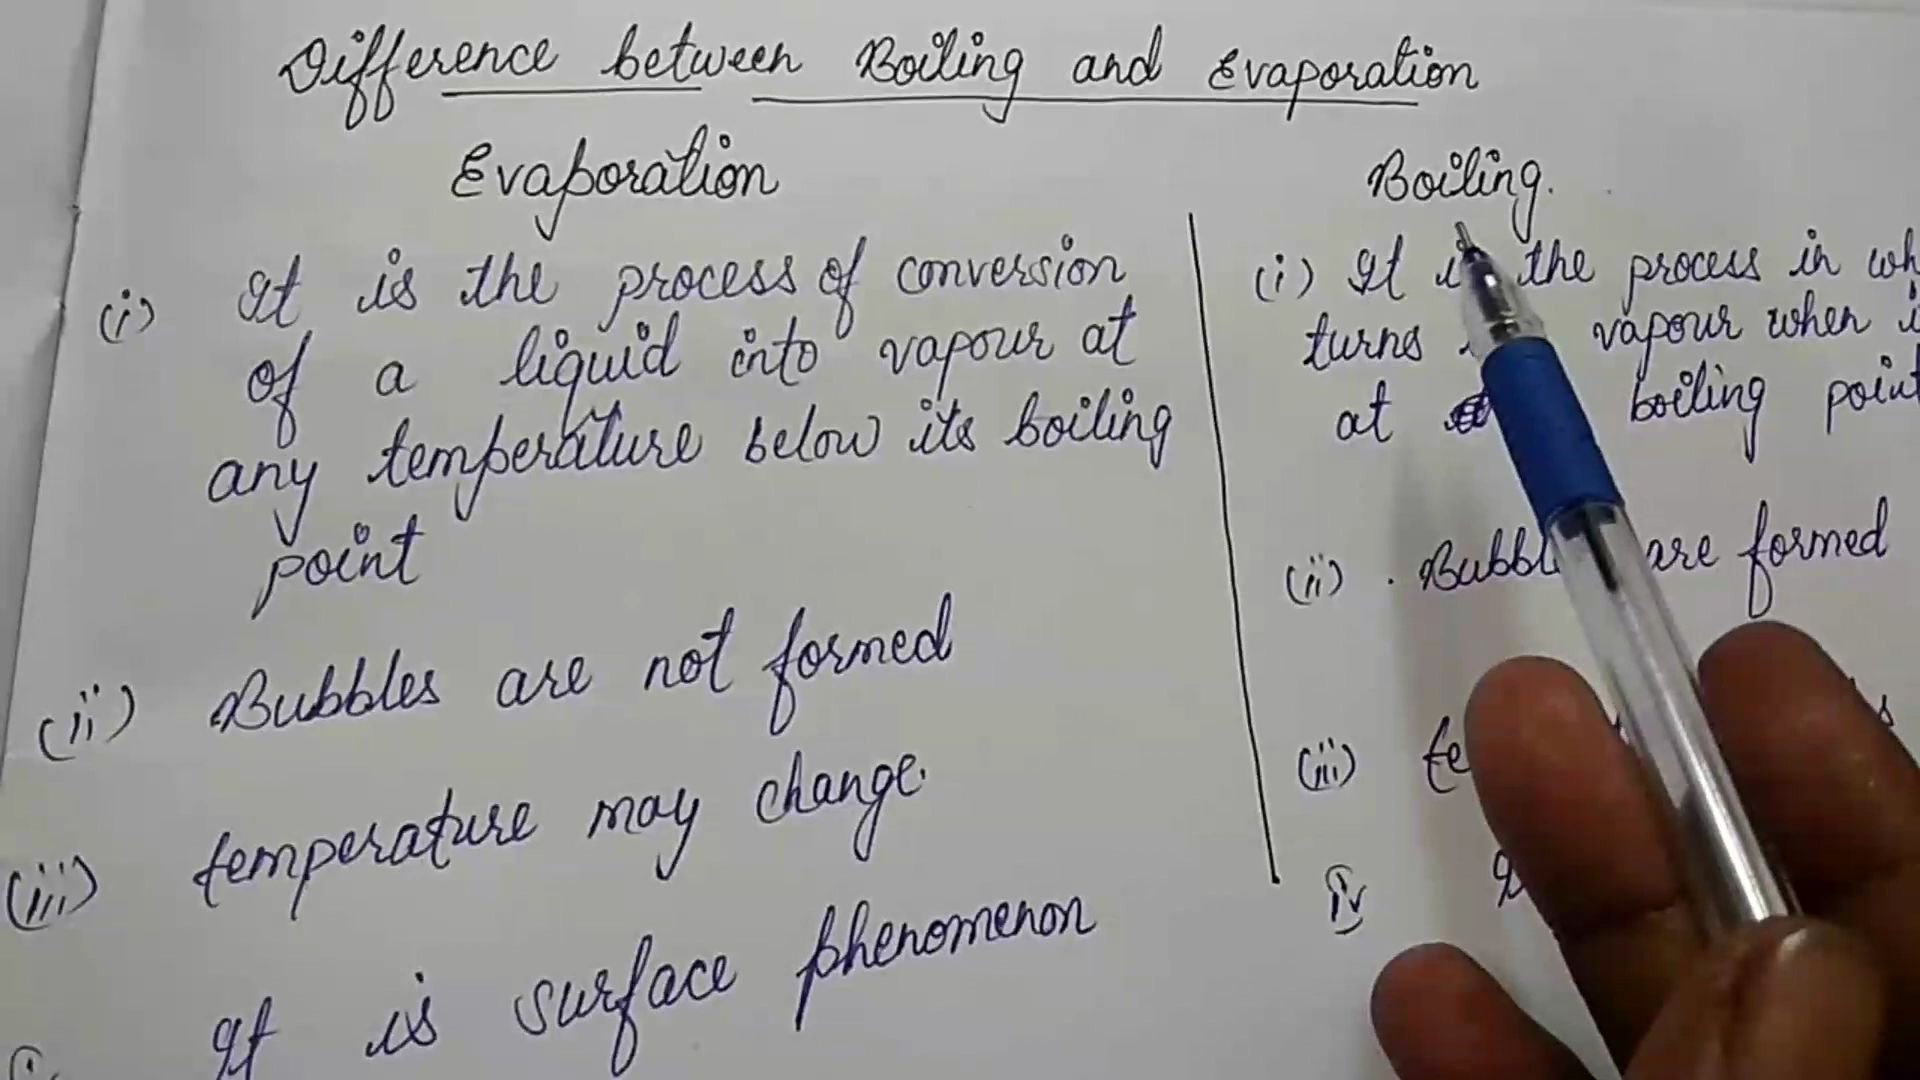 Difference between Boiling and Evaporation
Evaporation
(i) It is the process of conversion
of a liquid into vapour at
any temperature below its boiling
point
(ii) Bubbles are not formed
(iii) temperature may change.
It is surface phenomenon
Boiling.
(i) It the process in
turns vapour when
at boiling point
(ii) . are formed
(iii)
iv